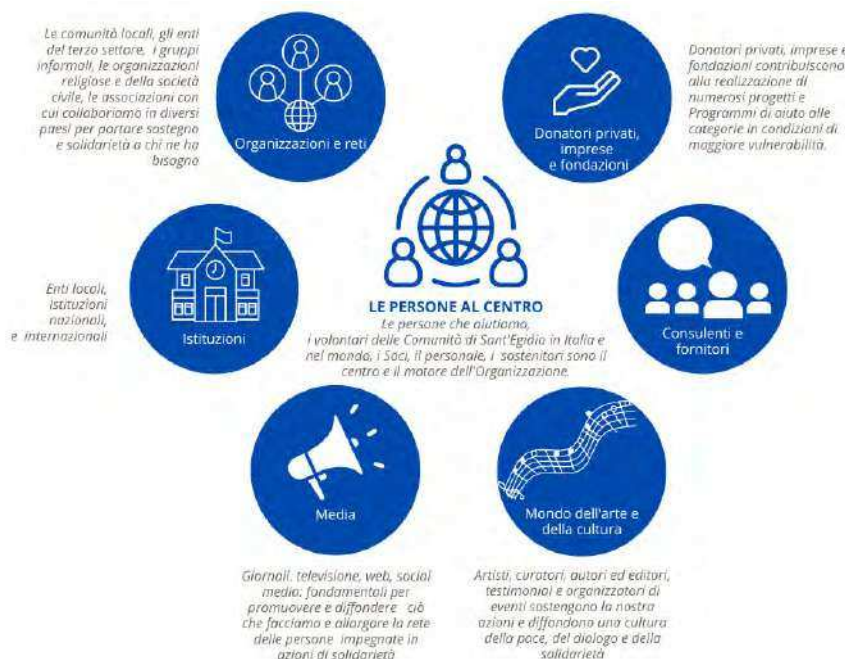 Le comunità locali, gli enti
del terzo settore, i gruppi
informali, le organizzazioni
religiose e della società
civile, le associazioni con
cui collaboriamo in diversi
paesi per portare sostegno
e solidarietà a chi ne ha
bisogno
Organizzazioni e reti
Donatori privati,
imprese
e fondazioni
Donatori privati, imprese e
fondazioni contribuiscono
alla realizzazione di
numerosi progetti e
Programmi di aiuto alle
categorie in condizioni di
maggiore vulnerabilità.
Enti locali,
istituzioni
nazionali,
e internazionali
Istituzioni
LE PERSONE AL CENTRO
Le persone che aiutiamo,
i volontari delle Comunità di Sant'Egidio in Italia e
nel mondo, i Soci, il personale, i sostenitori sono il
centro e il motore dell'Organizzazione.
Consulenti e
fornitori
Media
Giornali, televisione, web, social
media: fondamentali per
promuovere e diffondere ciò
che facciamo e allargare la rete
delle persone impegnate in
azioni di solidarietà
Mondo dell'arte e
della cultura
Artisti, curatori, autori ed editori,
testimonial e organizzatori di
eventi sostengono la nostra
azioni e diffondono una cultura
della pace, del dialogo e della
solidarietà